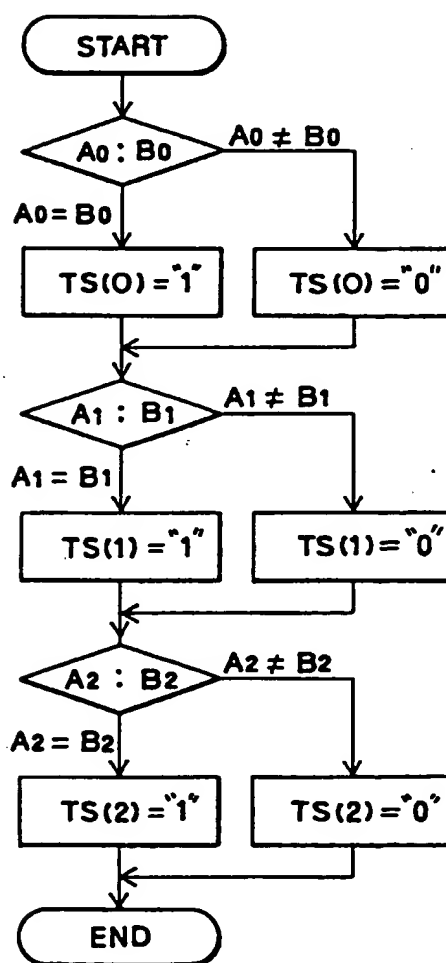 START
A0 : B0
A0 ≠ B0
A0 = B0
TS(0) = "1"
TS(0) = "0"
A1 : B1
A1 ≠ B1
A1 = B1
TS(1) = "1"
TS(1) = "0"
A2 : B2
A2 ≠ B2
A2 = B2
TS(2) = "1"
TS(2) = "0"
END